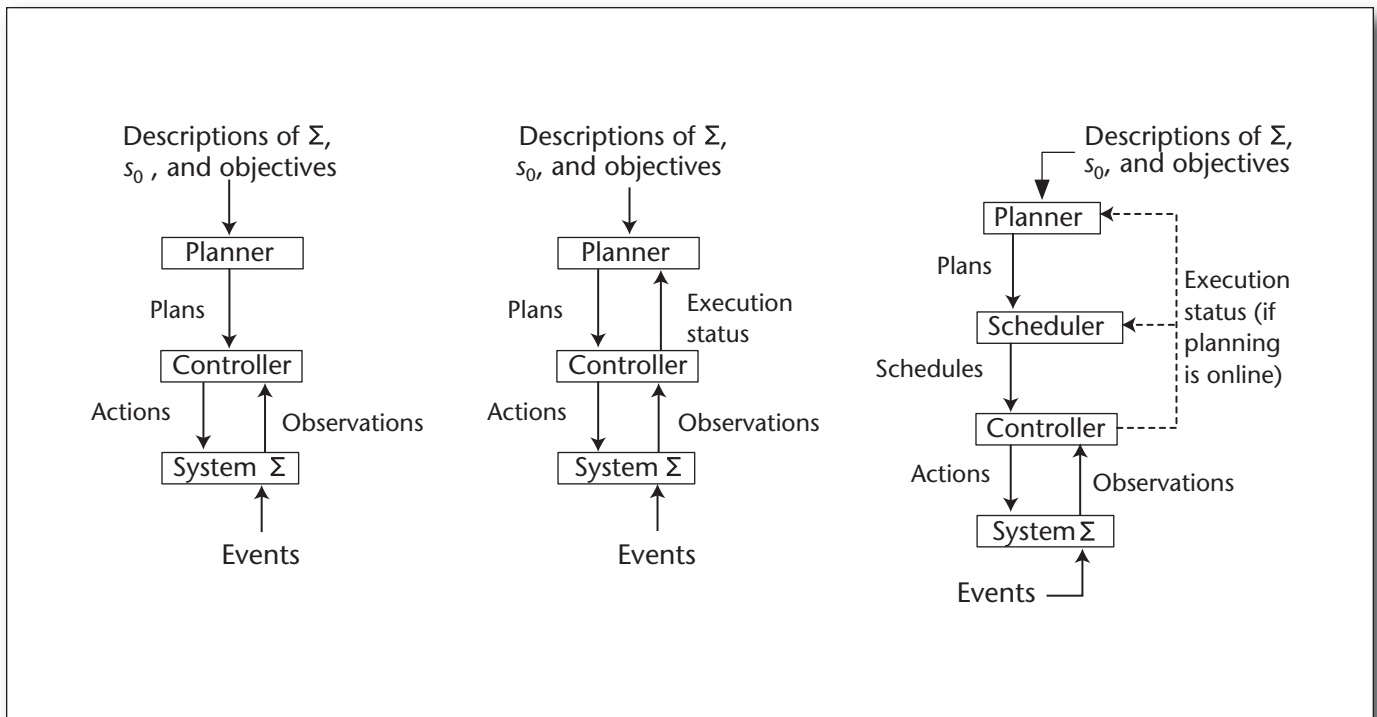 Descriptions of Σ,
s0 , and objectives
Planner
Plans
Controller
Actions
Observations
System Σ
Events
Descriptions of Σ,
s0, and objectives
Planner
Plans
Execution
status
Controller
Actions
Observations
System Σ
Events
Descriptions of Σ,
s0, and objectives
Planner
Plans
Execution
status (if
planning
is online)
Scheduler
Schedules
Controller
Actions
Observations
System Σ
Events